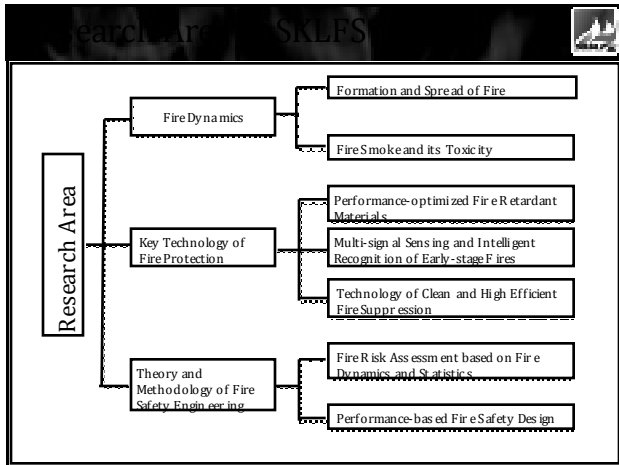 Research Area SKLFS
Formation and Spread of Fire
Fire Dynamics
Fire Smoke and its Toxicity
Research Area
Performance-optimized Fire Retardant
Materials
Key Technology of
Fire Protection
Multi-signal Sensing and Intelligent
Recognition of Early-stage Fires
Technology of Clean and High Efficient
Fire Suppression
Theory and
Methodology of Fire
Safety Engineering
Fire Risk Assessment based on Fire
Dynamics and Statistics
Performance-based Fire Safety Design